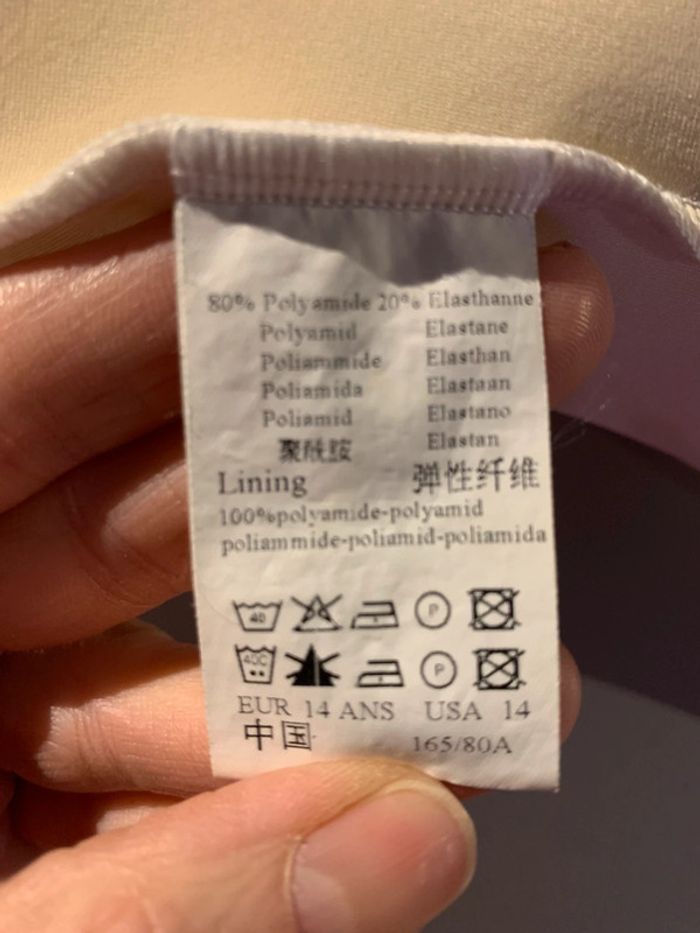 80% Polyamide 20% Elasthanne
Polyamid Elastane
Poliammide Elasthan
Poliamida Elastaan
Poliamid Elastano
聚酰胺 Elastan
Lining 弹性纤维
100%polyamide-polyamid
poliammide-poliamid-poliamida
40 P
40C P
EUR 14 ANS USA 14
中国 165/80A